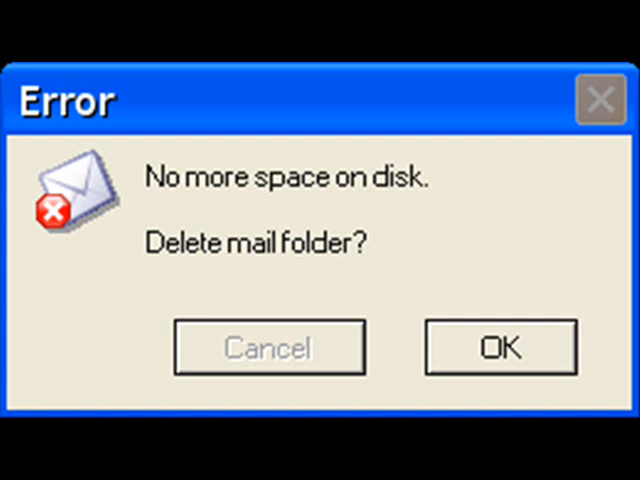 Error
No more space on disk.
Delete mail folder?
Cancel
OK